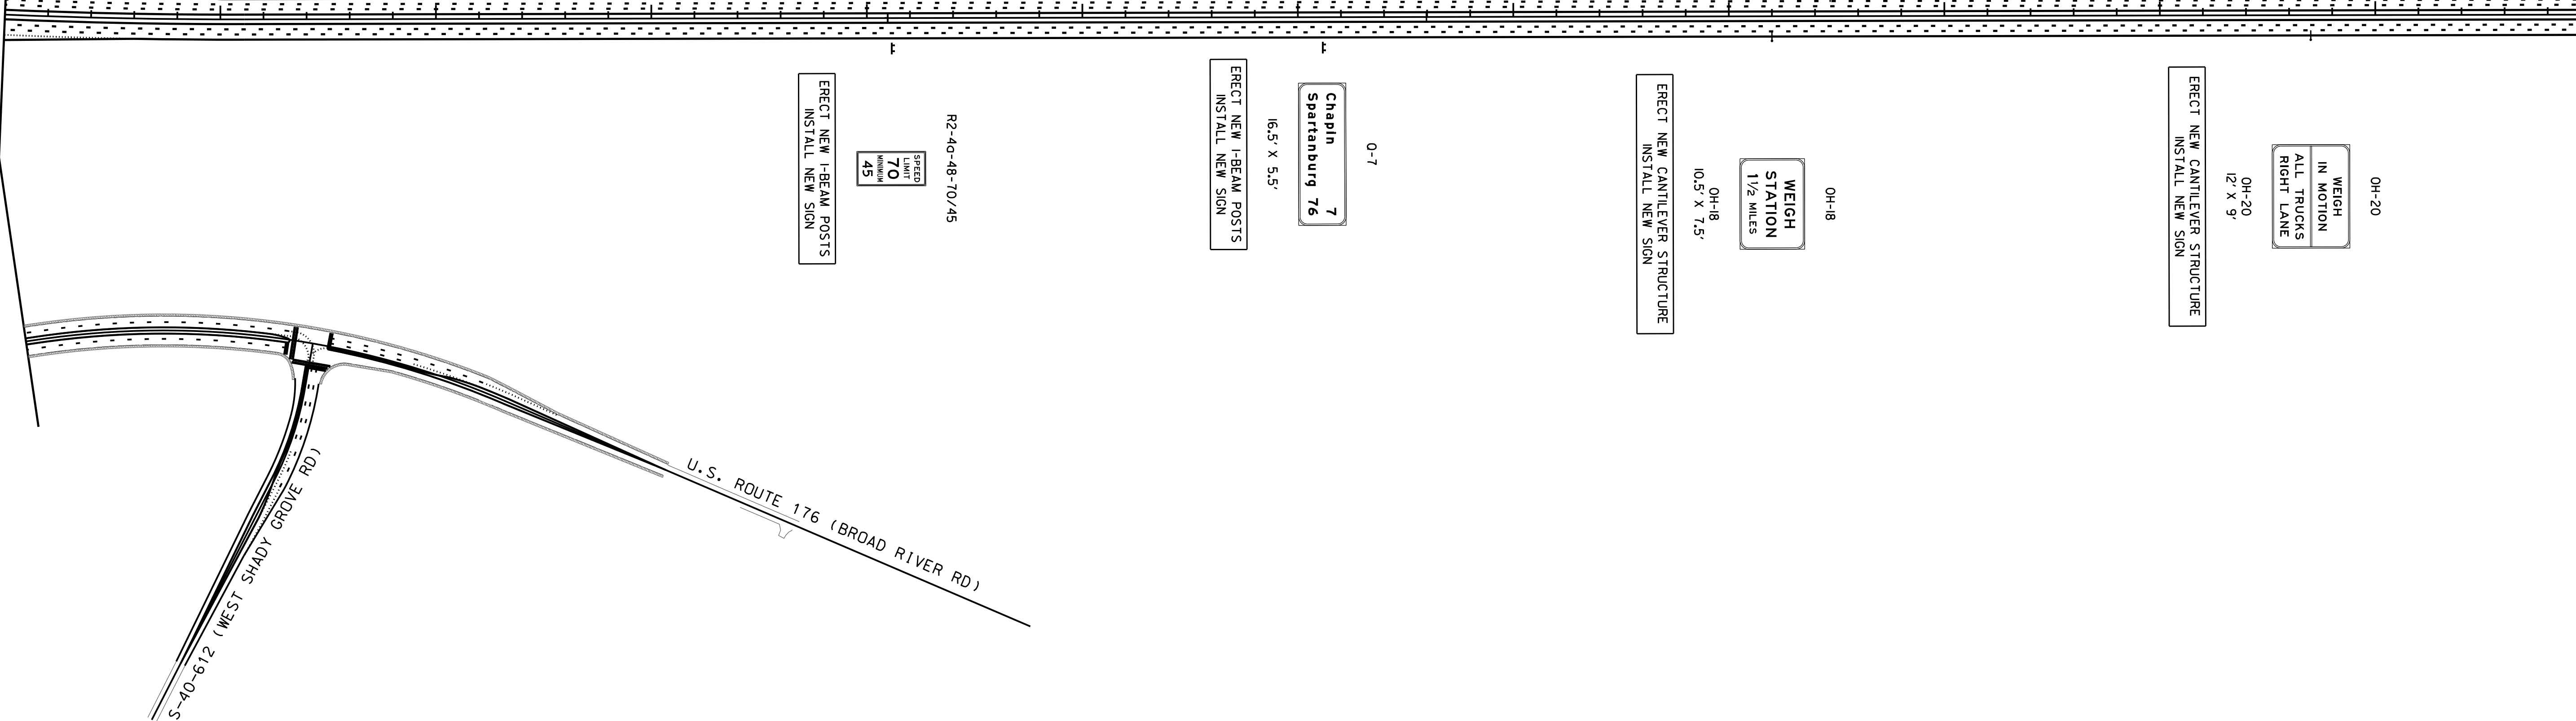 ERECT NEW I-BEAM POSTS
INSTALL NEW SIGN
SPEED
LIMIT
70
MINIMUM
45
R2-4a-48-70/45
ERECT NEW I-BEAM POSTS
INSTALL NEW SIGN
16.5' X 5.5'
Chapin 7
Spartanburg 76
O-7
ERECT NEW CANTILEVER STRUCTURE
INSTALL NEW SIGN
OH-18
10.5' X 7.5'
WEIGH
STATION
1 1/2 MILES
OH-18
ERECT NEW CANTILEVER STRUCTURE
INSTALL NEW SIGN
OH-20
12' X 9'
WEIGH
IN MOTION
ALL TRUCKS
RIGHT LANE
OH-20
U.S. ROUTE 176 (BROAD RIVER RD)
S-40-612 (WEST SHADY GROVE RD)